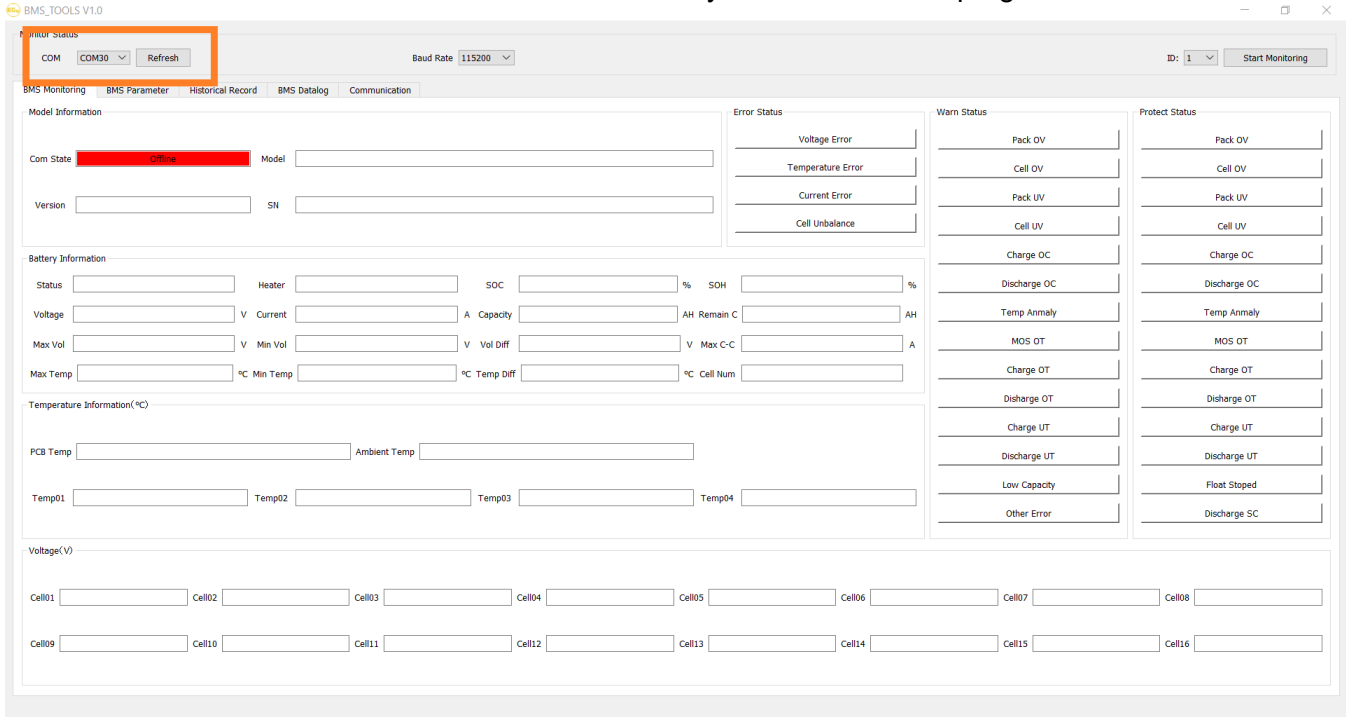 BMS_TOOLS V1.0
Monitor Status
COM COM30 Refresh Baud Rate 115200 ID: 1 Start Monitoring
BMS Monitoring BMS Parameter Historical Record BMS Datalog Communication
Model Information Error Status Warn Status Protect Status
Voltage Error Pack OV Pack OV
Com State Offline Model Temperature Error Cell OV Cell OV
Version SN Current Error Pack UV Pack UV
Cell Unbalance Cell UV Cell UV
Battery Information Charge OC Charge OC
Status Heater SOC % SOH % Discharge OC Discharge OC
Voltage V Current A Capacity AH Remain C AH Temp Anmaly Temp Anmaly
Max Vol V Min Vol V Vol Diff V Max C-C A MOS OT MOS OT
Max Temp ºC Min Temp ºC Temp Diff ºC Cell Num Charge OT Charge OT
Temperature Information(ºC) Disharge OT Disharge OT
Charge UT Charge UT
PCB Temp Ambient Temp Discharge UT Discharge UT
Low Capacity Float Stoped
Temp01 Temp02 Temp03 Temp04 Other Error Discharge SC
Voltage(V)
Cell01 Cell02 Cell03 Cell04 Cell05 Cell06 Cell07 Cell08
Cell09 Cell10 Cell11 Cell12 Cell13 Cell14 Cell15 Cell16